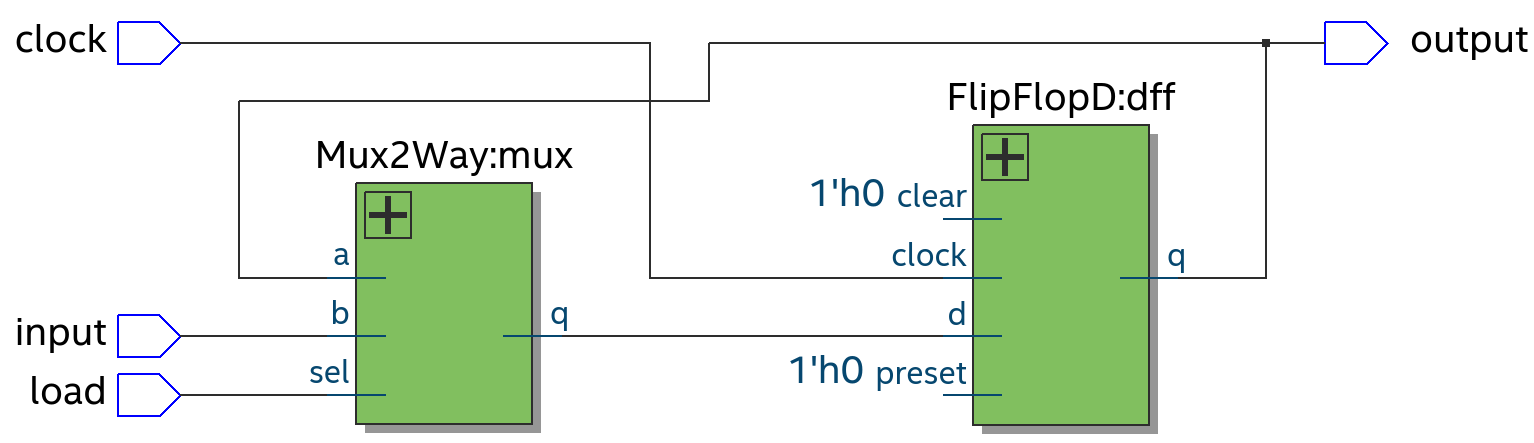 clock
output
FlipFlopD:dff
Mux2Way:mux
1'h0 clear
a
clock
q
b
q
d
input
sel
1'h0 preset
load